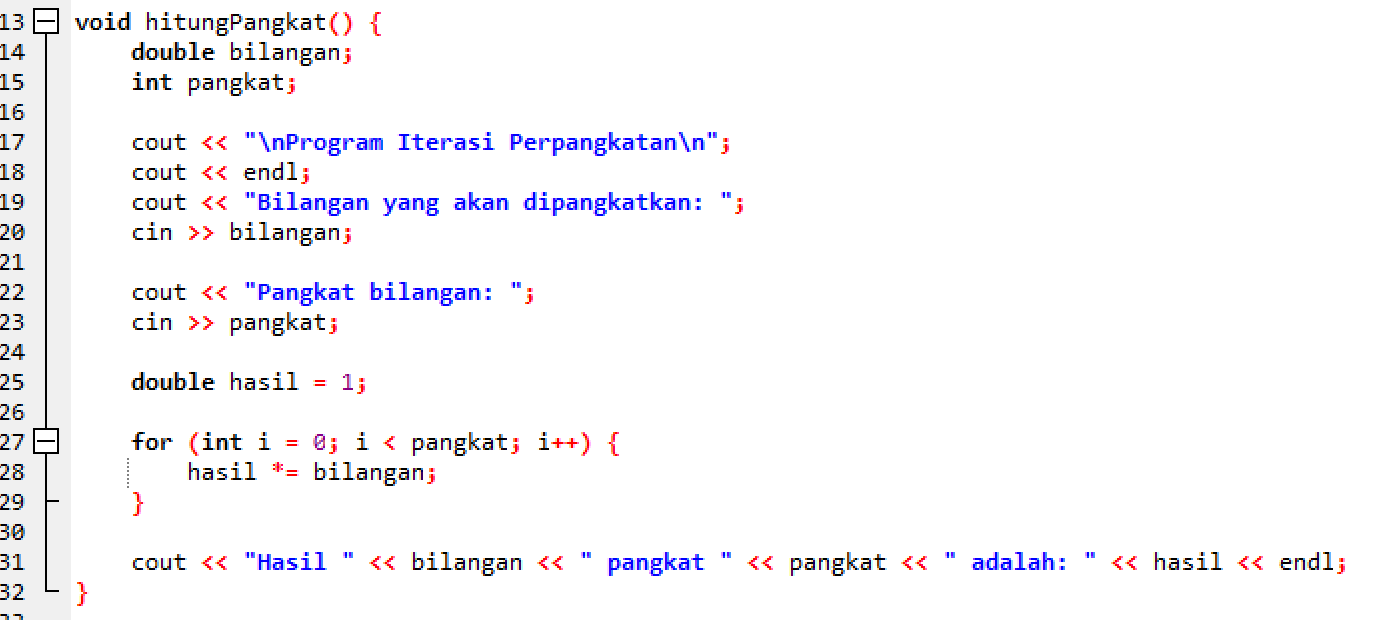 13 void hitungPangkat() {
14 double bilangan;
15 int pangkat;
16
17 cout << "\nProgram Iterasi Perpangkatan\n";
18 cout << endl;
19 cout << "Bilangan yang akan dipangkatkan: ";
20 cin >> bilangan;
21
22 cout << "Pangkat bilangan: ";
23 cin >> pangkat;
24
25 double hasil = 1;
26
27 for (int i = 0; i < pangkat; i++) {
28 hasil *= bilangan;
29 }
30
31 cout << "Hasil " << bilangan << " pangkat " << pangkat << " adalah: " << hasil << endl;
32 }